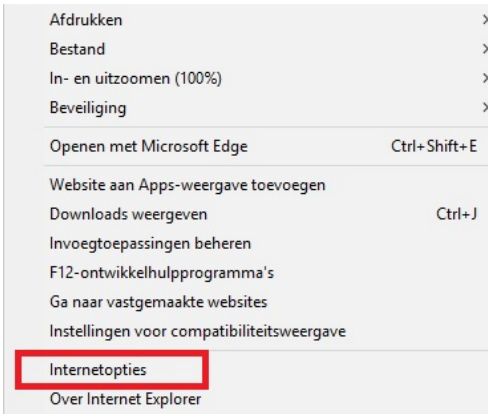 Afdrukken
Bestand
In- en uitzoomen (100%)
Beveiliging
Openen met Microsoft Edge Ctrl+Shift+E
Website aan Apps-weergave toevoegen
Downloads weergeven Ctrl+J
Invoegtoepassingen beheren
F12-ontwikkelhulpprogramma's
Ga naar vastgemaakte websites
Instellingen voor compatibiliteitsweergave
Internetopties
Over Internet Explorer